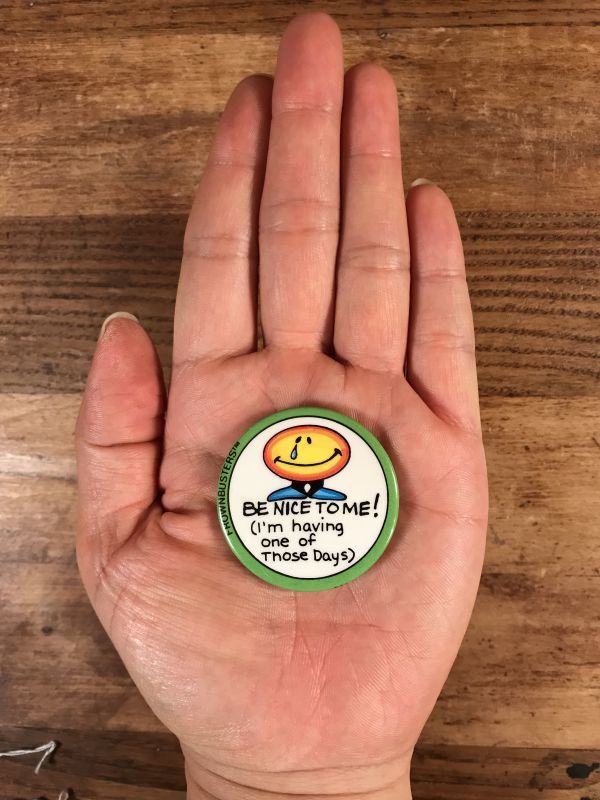 FROWNBUSTERS™
BE NICE TO ME!
(I'm having
one of
Those Days)